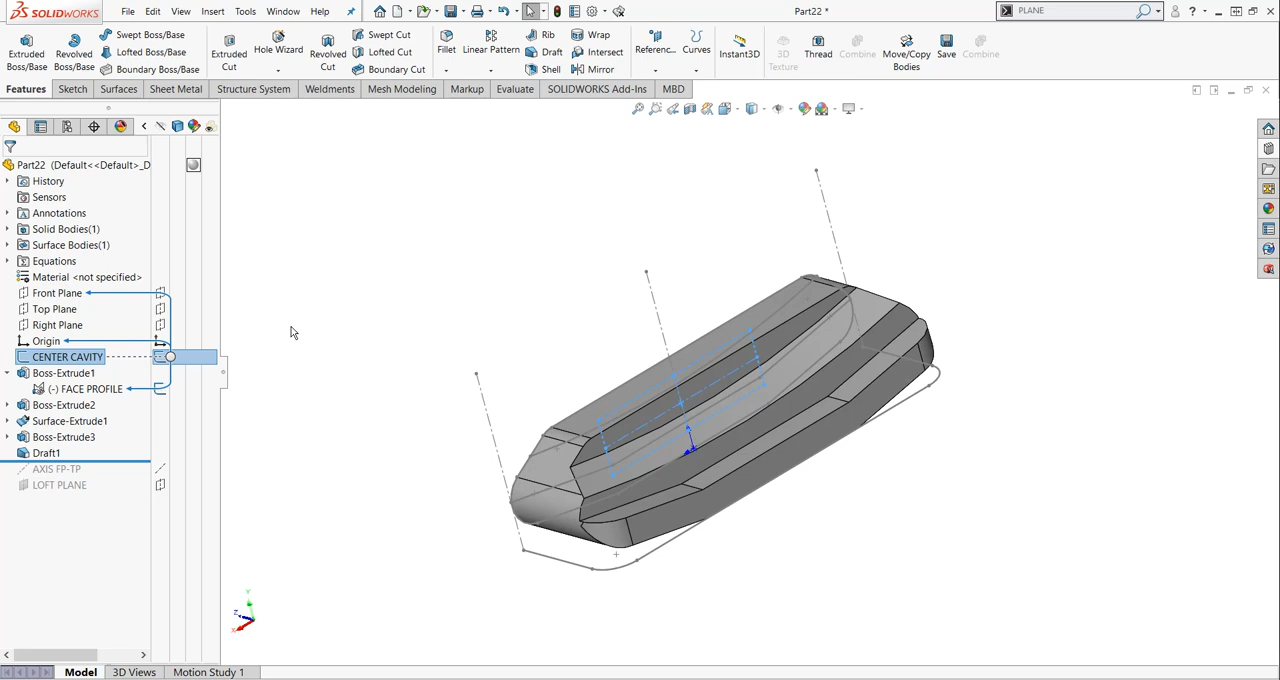 SOLIDWORKS
File Edit View Insert Tools Window Help
Part22 *
PLANE
Extruded Boss/Base
Revolved Boss/Base
Swept Boss/Base
Lofted Boss/Base
Boundary Boss/Base
Extruded Cut
Hole Wizard
Revolved Cut
Swept Cut
Lofted Cut
Boundary Cut
Fillet
Linear Pattern
Rib
Draft
Shell
Wrap
Intersect
Mirror
Referenc...
Curves
Instant3D
3D Texture
Thread
Combine
Move/Copy Bodies
Save
Combine
Features Sketch Surfaces Sheet Metal Structure System Weldments Mesh Modeling Markup Evaluate SOLIDWORKS Add-Ins MBD
Part22 (Default<<Default>_D
History
Sensors
Annotations
Solid Bodies(1)
Surface Bodies(1)
Equations
Material <not specified>
Front Plane
Top Plane
Right Plane
Origin
CENTER CAVITY
Boss-Extrude1
(-) FACE PROFILE
Boss-Extrude2
Surface-Extrude1
Boss-Extrude3
Draft1
AXIS FP-TP
LOFT PLANE
Y
Z
X
Model 3D Views Motion Study 1